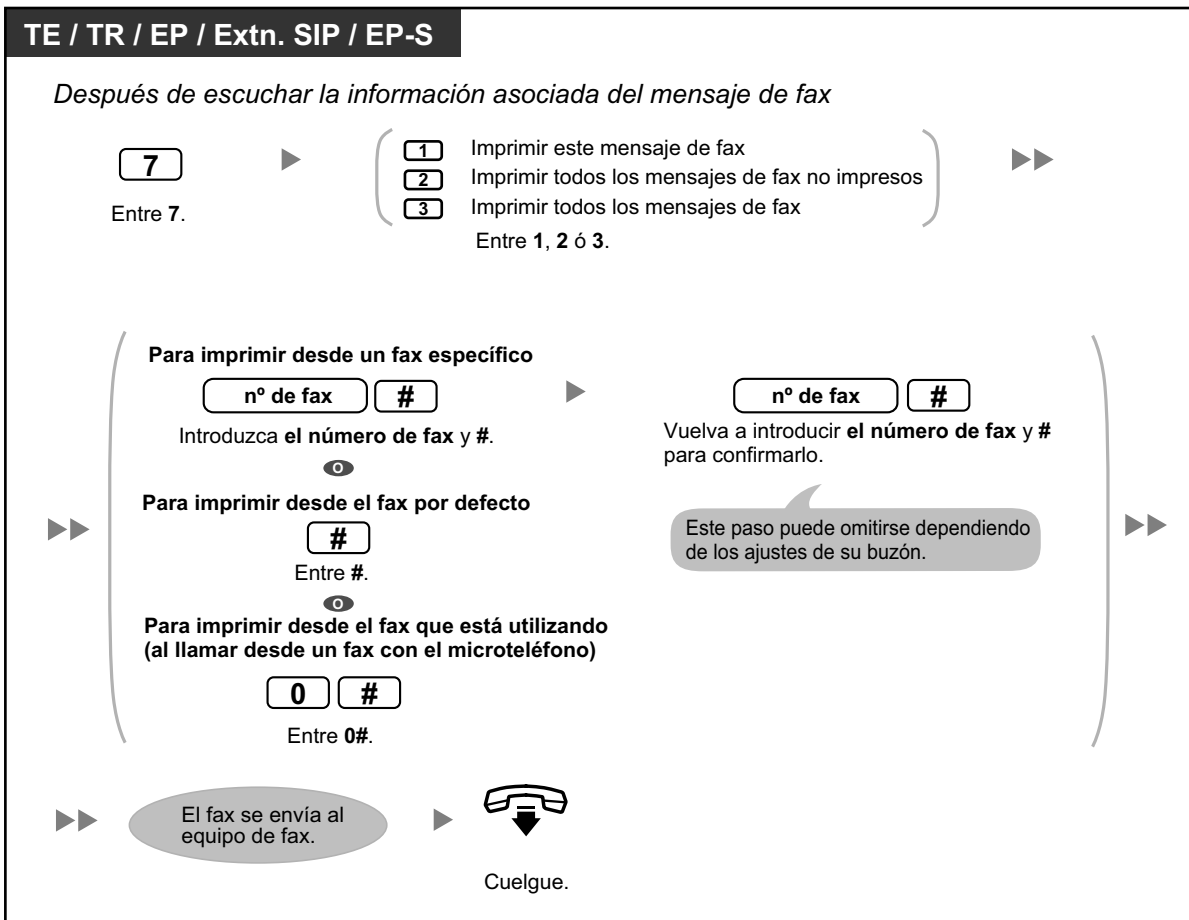 TE / TR / EP / Extn. SIP / EP-S
Después de escuchar la información asociada del mensaje de fax
7
Entre 7.
1 Imprimir este mensaje de fax
2 Imprimir todos los mensajes de fax no impresos
3 Imprimir todos los mensajes de fax
Entre 1, 2 ó 3.
Para imprimir desde un fax específico
nº de fax #
Introduzca el número de fax y #.
O
Para imprimir desde el fax por defecto
#
Entre #.
O
Para imprimir desde el fax que está utilizando
(al llamar desde un fax con el microteléfono)
0 #
Entre 0#.
nº de fax #
Vuelva a introducir el número de fax y #
para confirmarlo.
Este paso puede omitirse dependiendo
de los ajustes de su buzón.
El fax se envía al
equipo de fax.
Cuelgue.